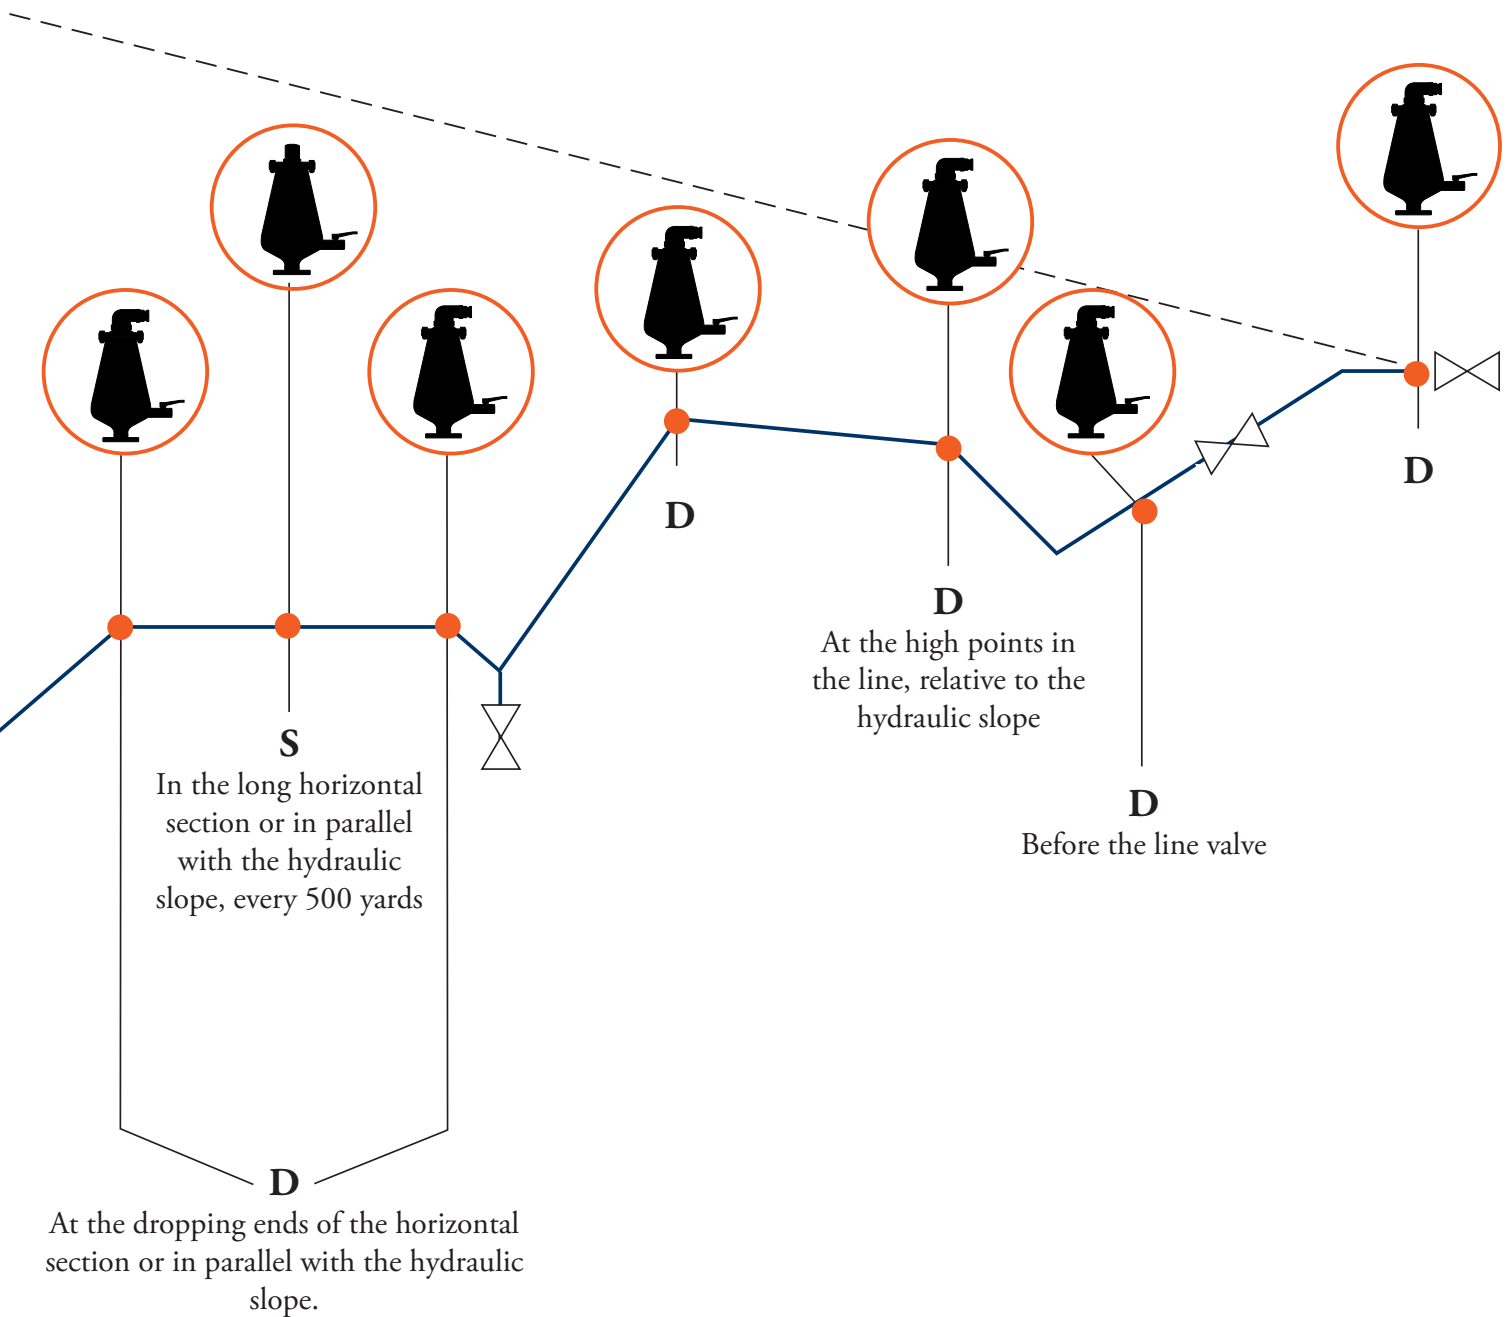 D
D
D
At the high points in
the line, relative to the
hydraulic slope
S
In the long horizontal
section or in parallel
with the hydraulic
slope, every 500 yards
D
Before the line valve
D
At the dropping ends of the horizontal
section or in parallel with the hydraulic
slope.